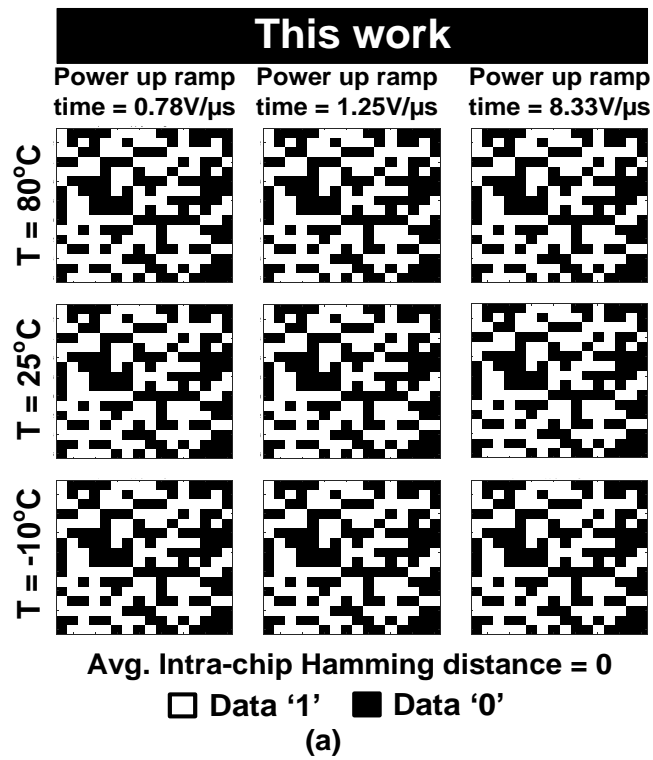 This work
Power up ramp time = 0.78V/µs
Power up ramp time = 1.25V/µs
Power up ramp time = 8.33V/µs
T = 80°C
T = 25°C
T = -10°C
Avg. Intra-chip Hamming distance = 0
Data ‘1’ Data ‘0’
(a)